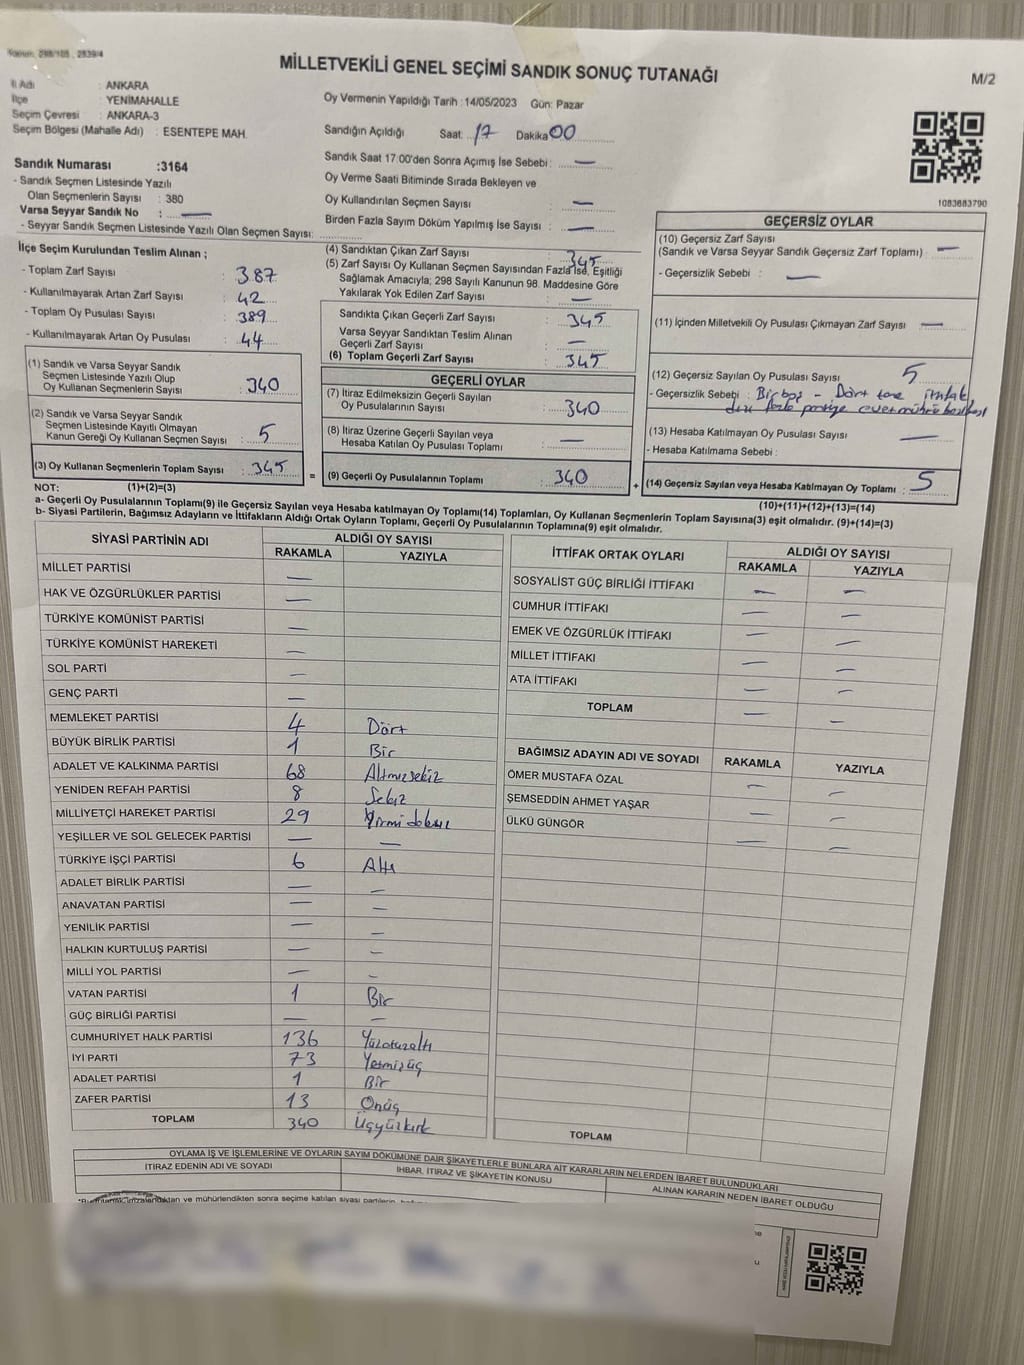 Kanun: 298/105 , 2839/4
MİLLETVEKİLİ GENEL SEÇİMİ SANDIK SONUÇ TUTANAĞI
M/2
İl Adı : ANKARA
İlçe : YENİMAHALLE
Seçim Çevresi : ANKARA-3
Seçim Bölgesi (Mahalle Adı) : ESENTEPE MAH.
Sandık Numarası :3164
- Sandık Seçmen Listesinde Yazılı
Olan Seçmenlerin Sayısı : 380
Varsa Seyyar Sandık No : —
- Seyyar Sandık Seçmen Listesinde Yazılı Olan Seçmen Sayısı:
Oy Vermenin Yapıldığı Tarih :14/05/2023 Gün: Pazar
Sandığın Açıldığı Saat: 17 Dakika 00
Sandık Saat 17:00'den Sonra Açımış İse Sebebi : —
Oy Verme Saati Bitiminde Sırada Bekleyen ve
Oy Kullandırılan Seçmen Sayısı : —
Birden Fazla Sayım Döküm Yapılmış İse Sayısı : —
1083683790
İlçe Seçim Kurulundan Teslim Alınan ;
- Toplam Zarf Sayısı : 387
- Kullanılmayarak Artan Zarf Sayısı : 42
- Toplam Oy Pusulası Sayısı : 389
- Kullanılmayarak Artan Oy Pusulası : 44
(1) Sandık ve Varsa Seyyar Sandık
Seçmen Listesinde Yazılı Olup
Oy Kullanan Seçmenlerin Sayısı : 340
(2) Sandık ve Varsa Seyyar Sandık
Seçmen Listesinde Kayıtlı Olmayan
Kanun Gereği Oy Kullanan Seçmen Sayısı : 5
(3) Oy Kullanan Seçmenlerin Toplam Sayısı : 345
(4) Sandıktan Çıkan Zarf Sayısı : 345
(5) Zarf Sayısı Oy Kullanan Seçmen Sayısından Fazla İse, Eşitliği
Sağlamak Amacıyla; 298 Sayılı Kanunun 98. Maddesine Göre
Yakılarak Yok Edilen Zarf Sayısı : —
Sandıkta Çıkan Geçerli Zarf Sayısı : 345
Varsa Seyyar Sandıktan Teslim Alınan
Geçerli Zarf Sayısı : —
(6) Toplam Geçerli Zarf Sayısı : 345
GEÇERLİ OYLAR
(7) İtiraz Edilmeksizin Geçerli Sayılan
Oy Pusulalarının Sayısı : 340
(8) İtiraz Üzerine Geçerli Sayılan veya
Hesaba Katılan Oy Pusulası Toplamı : —
= (9) Geçerli Oy Pusulalarının Toplamı : 340
GEÇERSİZ OYLAR
(10) Geçersiz Zarf Sayısı
(Sandık ve Varsa Seyyar Sandık Geçersiz Zarf Toplamı) : —
- Geçersizlik Sebebi : —
(11) İçinden Milletvekili Oy Pusulası Çıkmayan Zarf Sayısı : —
(12) Geçersiz Sayılan Oy Pusulası Sayısı : 5
- Geçersizlik Sebebi : Bir boş - Dört tane ittifak
dışı fazla partiye evet mührü
(13) Hesaba Katılmayan Oy Pusulası Sayısı : —
- Hesaba Katılmama Sebebi :
+ (14) Geçersiz Sayılan veya Hesaba Katılmayan Oy Toplamı : 5
NOT: (1)+(2)=(3)
(10)+(11)+(12)+(13)=(14)
a- Geçerli Oy Pusulalarının Toplamı(9) ile Geçersiz Sayılan veya Hesaba katılmayan Oy Toplamı(14) Toplamları, Oy Kullanan Seçmenlerin Toplam Sayısına(3) eşit olmalıdır. (9)+(14)=(3)
b- Siyasi Partilerin, Bağımsız Adayların ve İttifakların Aldığı Ortak Oyların Toplamı, Geçerli Oy Pusulalarının Toplamına(9) eşit olmalıdır.
SİYASİ PARTİNİN ADI ALDIĞI OY SAYISI
RAKAMLA YAZIYLA
MİLLET PARTİSİ —
HAK VE ÖZGÜRLÜKLER PARTİSİ —
TÜRKİYE KOMÜNİST PARTİSİ —
TÜRKİYE KOMÜNİST HAREKETİ —
SOL PARTİ —
GENÇ PARTİ —
MEMLEKET PARTİSİ 4 Dört
BÜYÜK BİRLİK PARTİSİ 1 Bir
ADALET VE KALKINMA PARTİSİ 68 Altmışsekiz
YENİDEN REFAH PARTİSİ 8 Sekiz
MİLLİYETÇİ HAREKET PARTİSİ 29 Yirmidokuz
YEŞİLLER VE SOL GELECEK PARTİSİ — —
TÜRKİYE İŞÇİ PARTİSİ 6 Altı
ADALET BİRLİK PARTİSİ — —
ANAVATAN PARTİSİ — —
YENİLİK PARTİSİ — —
HALKIN KURTULUŞ PARTİSİ — —
MİLLİ YOL PARTİSİ — —
VATAN PARTİSİ 1 Bir
GÜÇ BİRLİĞİ PARTİSİ — —
CUMHURİYET HALK PARTİSİ 136 Yüzotuzaltı
İYİ PARTİ 73 Yetmişüç
ADALET PARTİSİ 1 Bir
ZAFER PARTİSİ 13 Onüç
TOPLAM 340 Üçyüzkırk
İTTİFAK ORTAK OYLARI ALDIĞI OY SAYISI
RAKAMLA YAZIYLA
SOSYALİST GÜÇ BİRLİĞİ İTTİFAKI — —
CUMHUR İTTİFAKI — —
EMEK VE ÖZGÜRLÜK İTTİFAKI — —
MİLLET İTTİFAKI — —
ATA İTTİFAKI — —
TOPLAM — —
BAĞIMSIZ ADAYIN ADI VE SOYADI RAKAMLA YAZIYLA
ÖMER MUSTAFA ÖZAL — —
ŞEMSEDDİN AHMET YAŞAR — —
ÜLKÜ GÜNGÖR — —
TOPLAM
OYLAMA İŞ VE İŞLEMLERİNE VE OYLARIN SAYIM DÖKÜMÜNE DAİR ŞİKAYETLERLE BUNLARA AİT KARARLARIN NELERDEN İBARET BULUNDUKLARI
İTİRAZ EDENİN ADI VE SOYADI İHBAR, İTİRAZ VE ŞİKAYETİN KONUSU ALINAN KARARIN NEDEN İBARET OLDUĞU
ve mühürlendikten sonra seçime katılan siyasi partilerin,